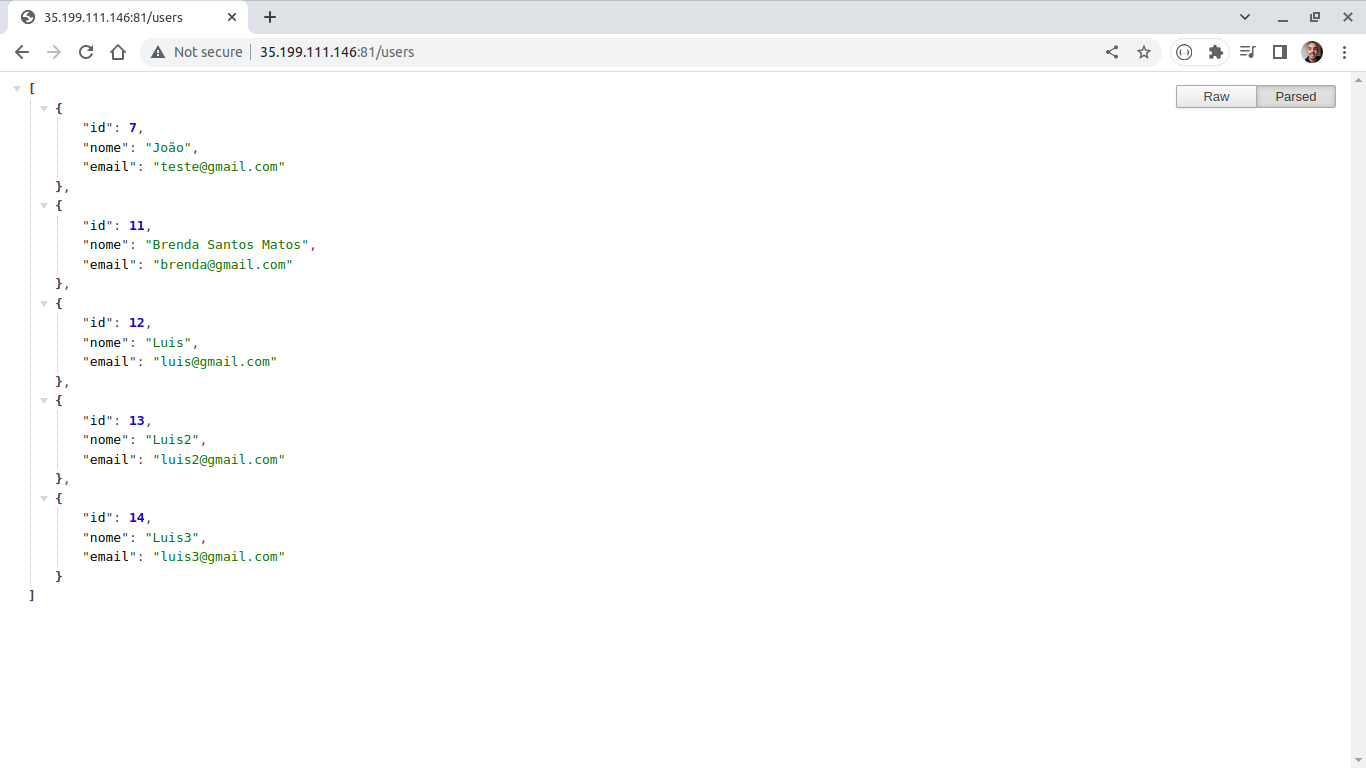 35.199.111.146:81/users
Not secure 35.199.111.146:81/users
Raw Parsed
[
{
"id": 7,
"nome": "João",
"email": "teste@gmail.com"
},
{
"id": 11,
"nome": "Brenda Santos Matos",
"email": "brenda@gmail.com"
},
{
"id": 12,
"nome": "Luis",
"email": "luis@gmail.com"
},
{
"id": 13,
"nome": "Luis2",
"email": "luis2@gmail.com"
},
{
"id": 14,
"nome": "Luis3",
"email": "luis3@gmail.com"
}
]